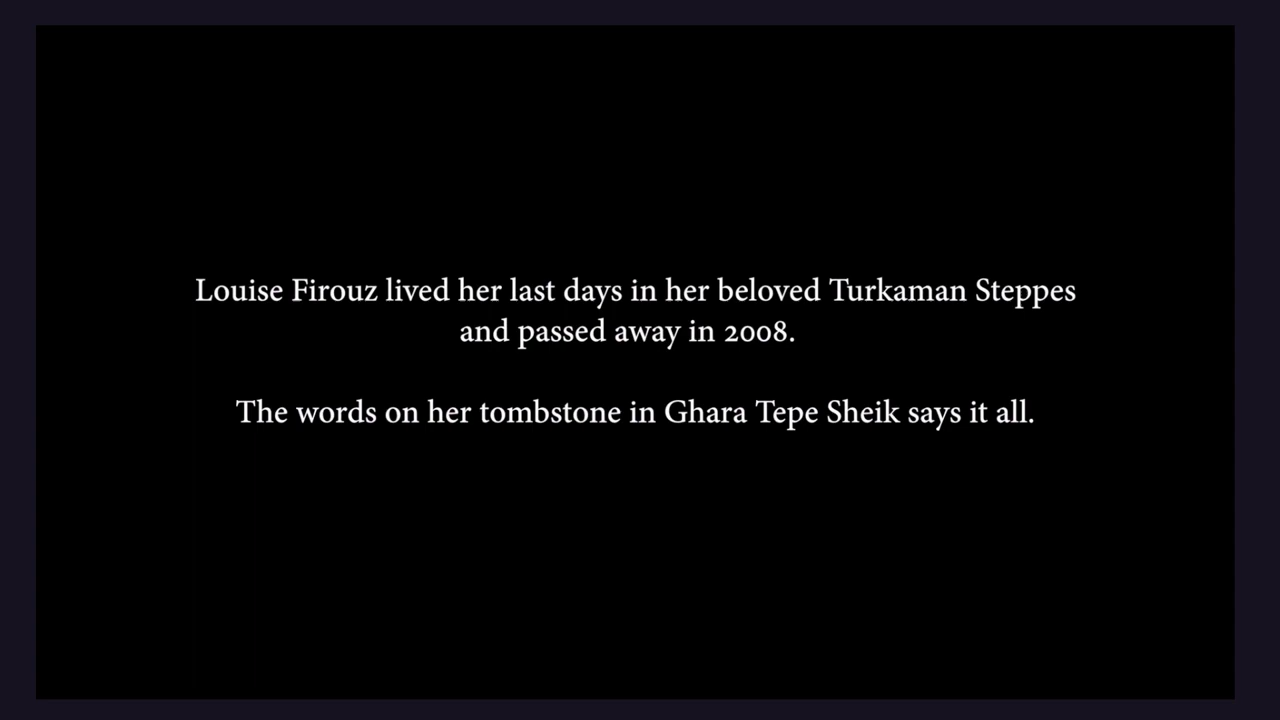 Louise Firouz lived her last days in her beloved Turkaman Steppes
and passed away in 2008.
The words on her tombstone in Ghara Tepe Sheik says it all.